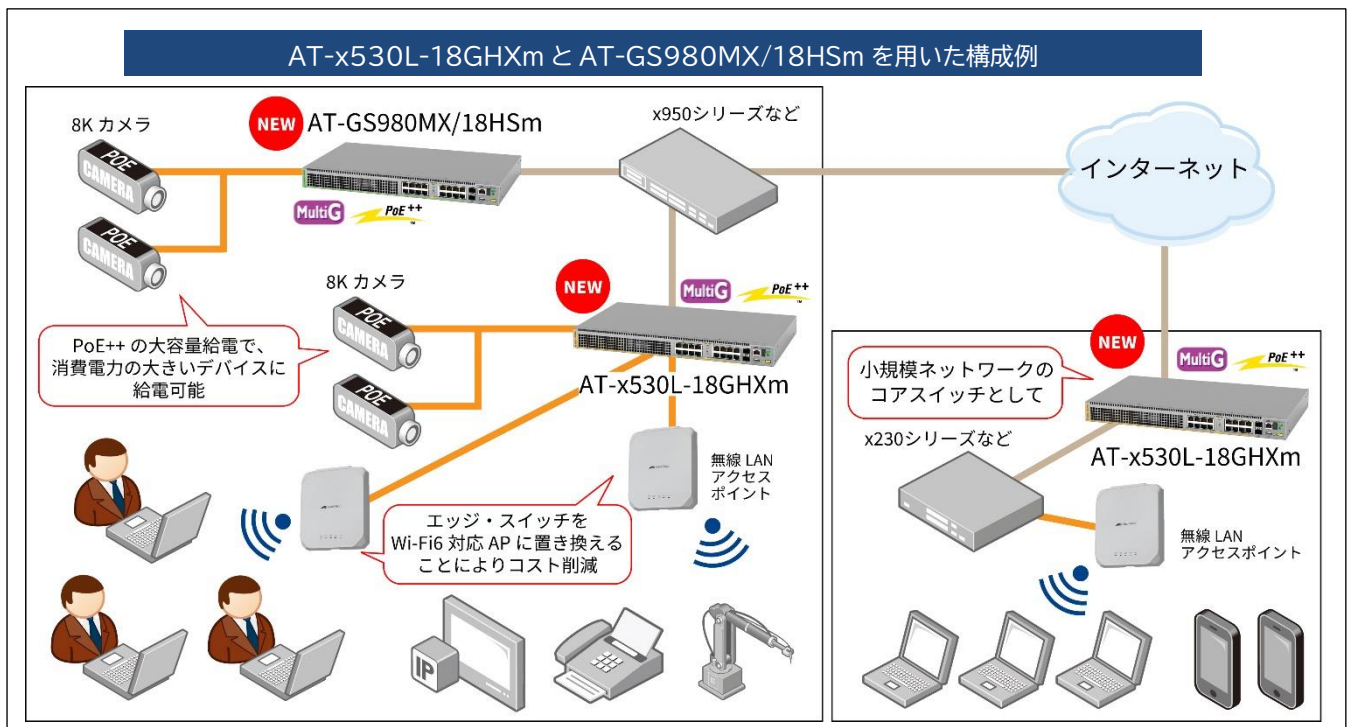 AT-x530L-18GHXm と AT-GS980MX/18HSm を用いた構成例
8K カメラ
NEW
AT-GS980MX/18HSm
x950シリーズなど
POE
CAMERA
POE
CAMERA
MultiG
PoE++
TM
インターネット
8K カメラ
NEW
MultiG
PoE++
TM
POE
CAMERA
POE
CAMERA
AT-x530L-18GHXm
PoE++ の大容量給電で、
消費電力の大きいデバイスに
給電可能
無線 LAN
アクセス
ポイント
エッジ・スイッチを
Wi-Fi6 対応 AP に置き換える
ことによりコスト削減
IP
NEW
MultiG
PoE++
TM
小規模ネットワークの
コアスイッチとして
AT-x530L-18GHXm
x230シリーズなど
無線 LAN
アクセスポイント